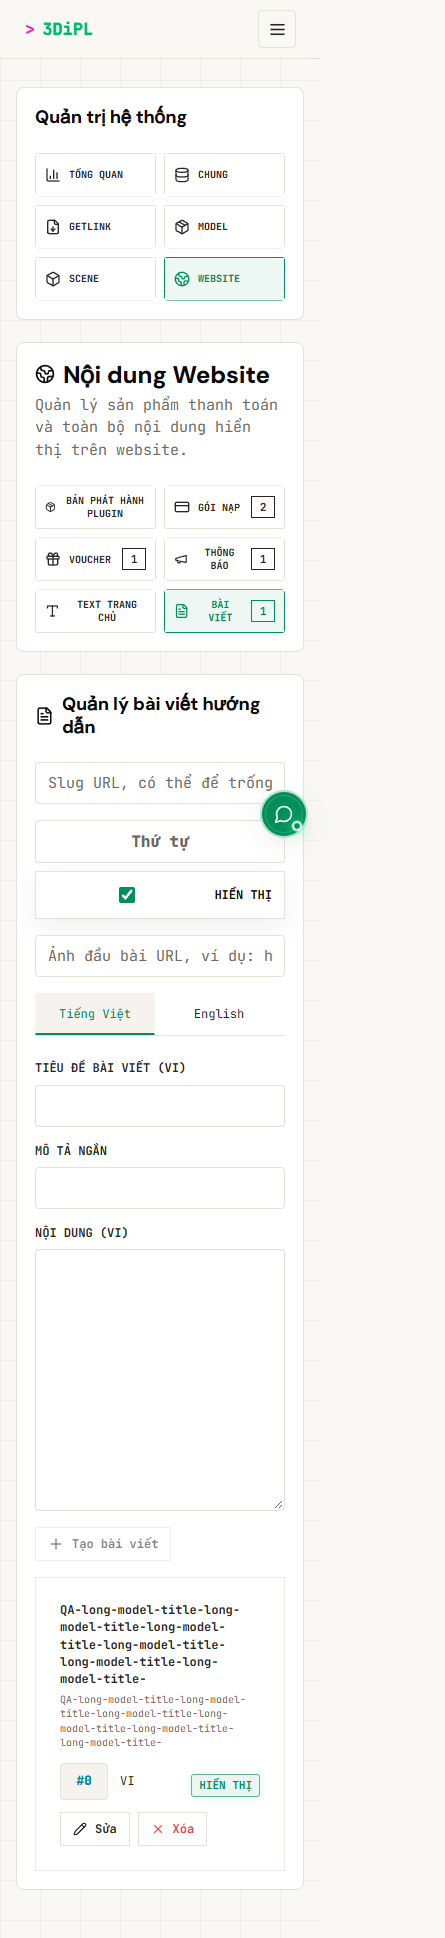 > 3DiPL
Quản trị hệ thống
TỔNG QUAN
CHUNG
GETLINK
MODEL
SCENE
WEBSITE
Nội dung Website
Quản lý sản phẩm thanh toán
và toàn bộ nội dung hiển
thị trên website.
BẢN PHÁT HÀNH
PLUGIN
GÓI NẠP 2
VOUCHER 1
THÔNG
BÁO 1
TEXT TRANG
CHỦ
BÀI
VIẾT 1
Quản lý bài viết hướng
dẫn
Slug URL, có thể để trống
Thứ tự
HIỂN THỊ
Ảnh đầu bài URL, ví dụ: h
Tiếng Việt
English
TIÊU ĐỀ BÀI VIẾT (VI)
MÔ TẢ NGẮN
NỘI DUNG (VI)
Tạo bài viết
QA-long-model-title-long-
model-title-long-model-
title-long-model-title-
long-model-title-long-
model-title-
QA-long-model-title-long-model-
title-long-model-title-long-
model-title-long-model-title-
long-model-title-
#0 VI
HIỂN THỊ
Sửa
Xóa